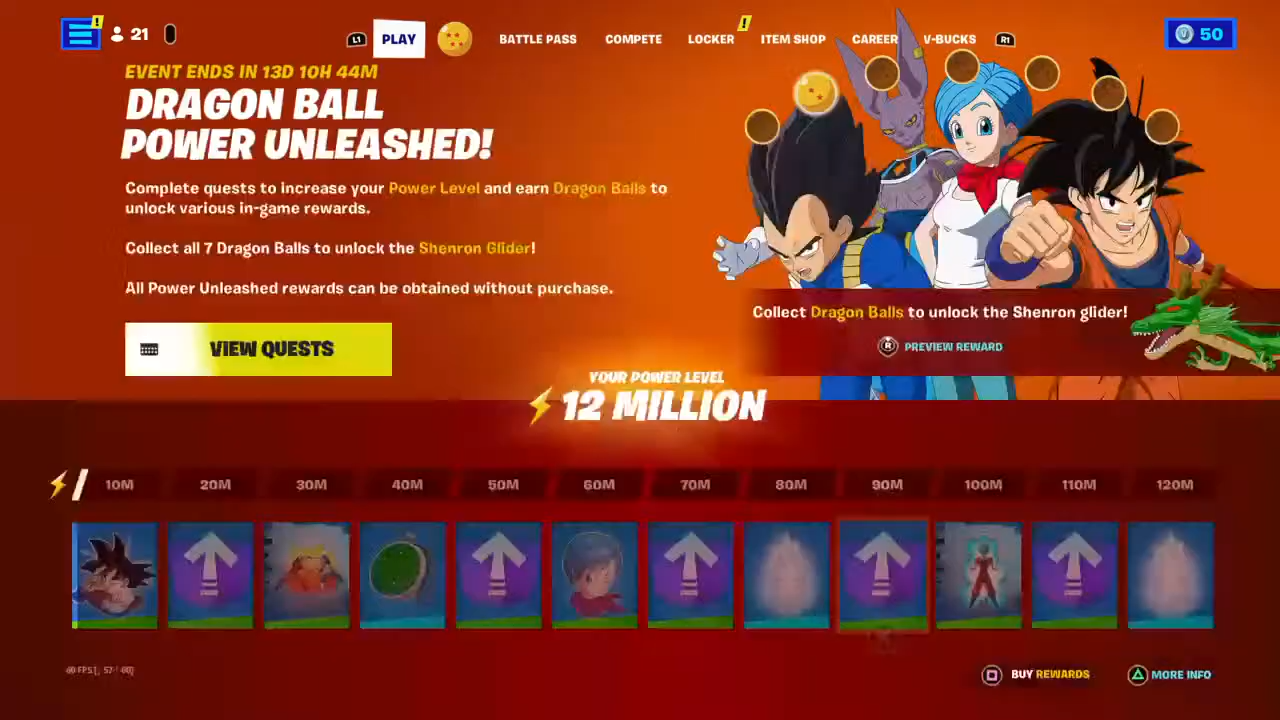 21
L1
PLAY
BATTLE PASS
COMPETE
LOCKER
!
ITEM SHOP
CAREER
V-BUCKS
R1
50
EVENT ENDS IN 13D 10H 44M
DRAGON BALL
POWER UNLEASHED!
Complete quests to increase your Power Level and earn Dragon Balls to
unlock various in-game rewards.
Collect all 7 Dragon Balls to unlock the Shenron Glider!
All Power Unleashed rewards can be obtained without purchase.
VIEW QUESTS
Collect Dragon Balls to unlock the Shenron glider!
R PREVIEW REWARD
YOUR POWER LEVEL
12 MILLION
10M 20M 30M 40M 50M 60M 70M 80M 90M 100M 110M 120M
BUY REWARDS
MORE INFO